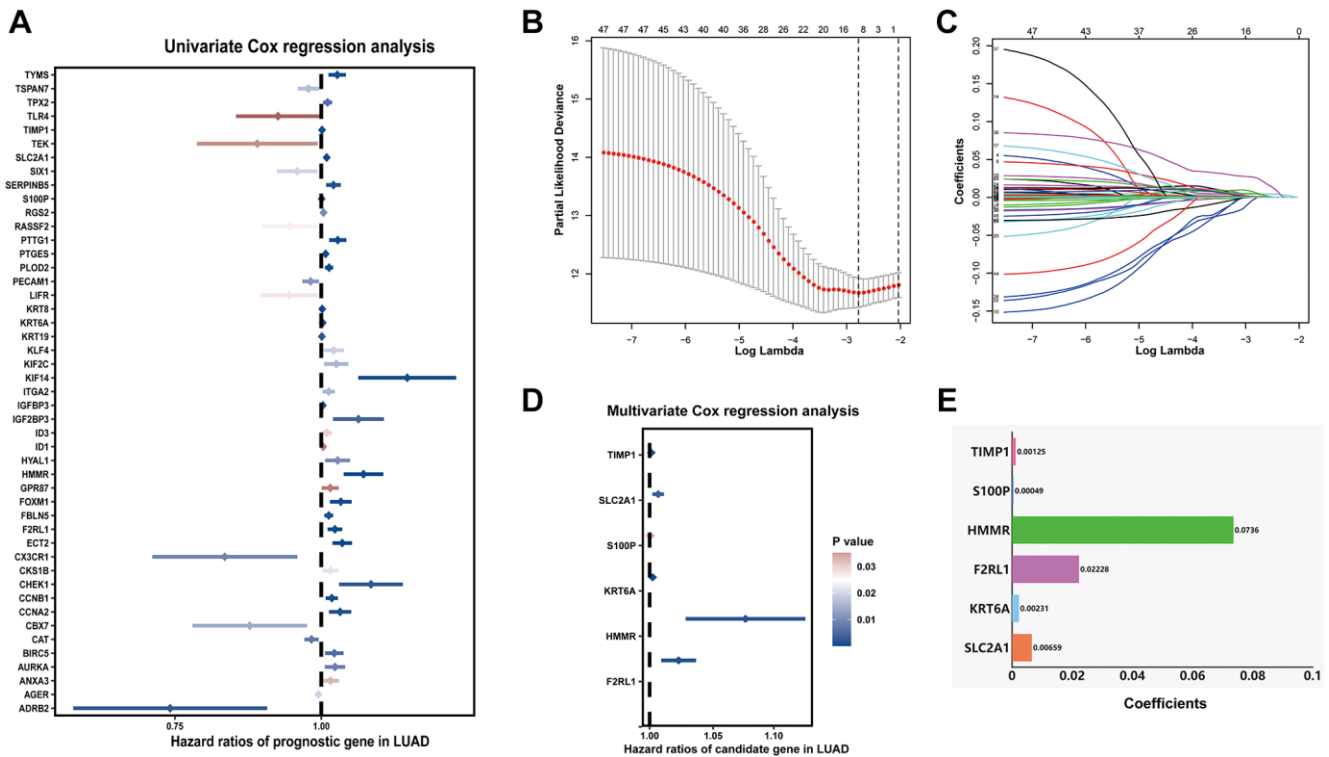 A
Univariate Cox regression analysis
TYMS
TSPAN7
TPX2
TLR4
TIMP1
TEK
SLC2A1
SIX1
SERPINB5
S100P
RGS2
RASSF2
PTTG1
PTGES
PLOD2
PECAM1
LIFR
KRT8
KRT6A
KRT19
KLF4
KIF2C
KIF14
ITGA2
IGFBP3
IGF2BP3
ID3
ID1
HYAL1
HMMR
GPR87
FOXM1
FBLN5
F2RL1
ECT2
CX3CR1
CKS1B
CHEK1
CCNB1
CCNA2
CBX7
CAT
BIRC5
AURKA
ANXA3
AGER
ADRB2
0.75 1.00
Hazard ratios of prognostic gene in LUAD
B
47 47 47 45 43 40 40 36 28 26 22 20 16 8 3 1
Partial Likelihood Deviance
16
15
14
13
12
−7 −6 −5 −4 −3 −2
Log Lambda
C
47 43 37 26 16 0
Coefficients
0.20
0.15
0.10
0.05
0.00
−0.05
−0.10
−0.15
−7 −6 −5 −4 −3 −2
Log Lambda
D
Multivariate Cox regression analysis
TIMP1
SLC2A1
S100P
KRT6A
HMMR
F2RL1
1.00 1.05 1.10
Hazard ratios of candidate gene in LUAD
P value
0.03
0.02
0.01
E
TIMP1 0.00125
S100P 0.00049
HMMR 0.0736
F2RL1 0.02228
KRT6A 0.00231
SLC2A1 0.00659
0 0.02 0.04 0.06 0.08 0.1
Coefficients